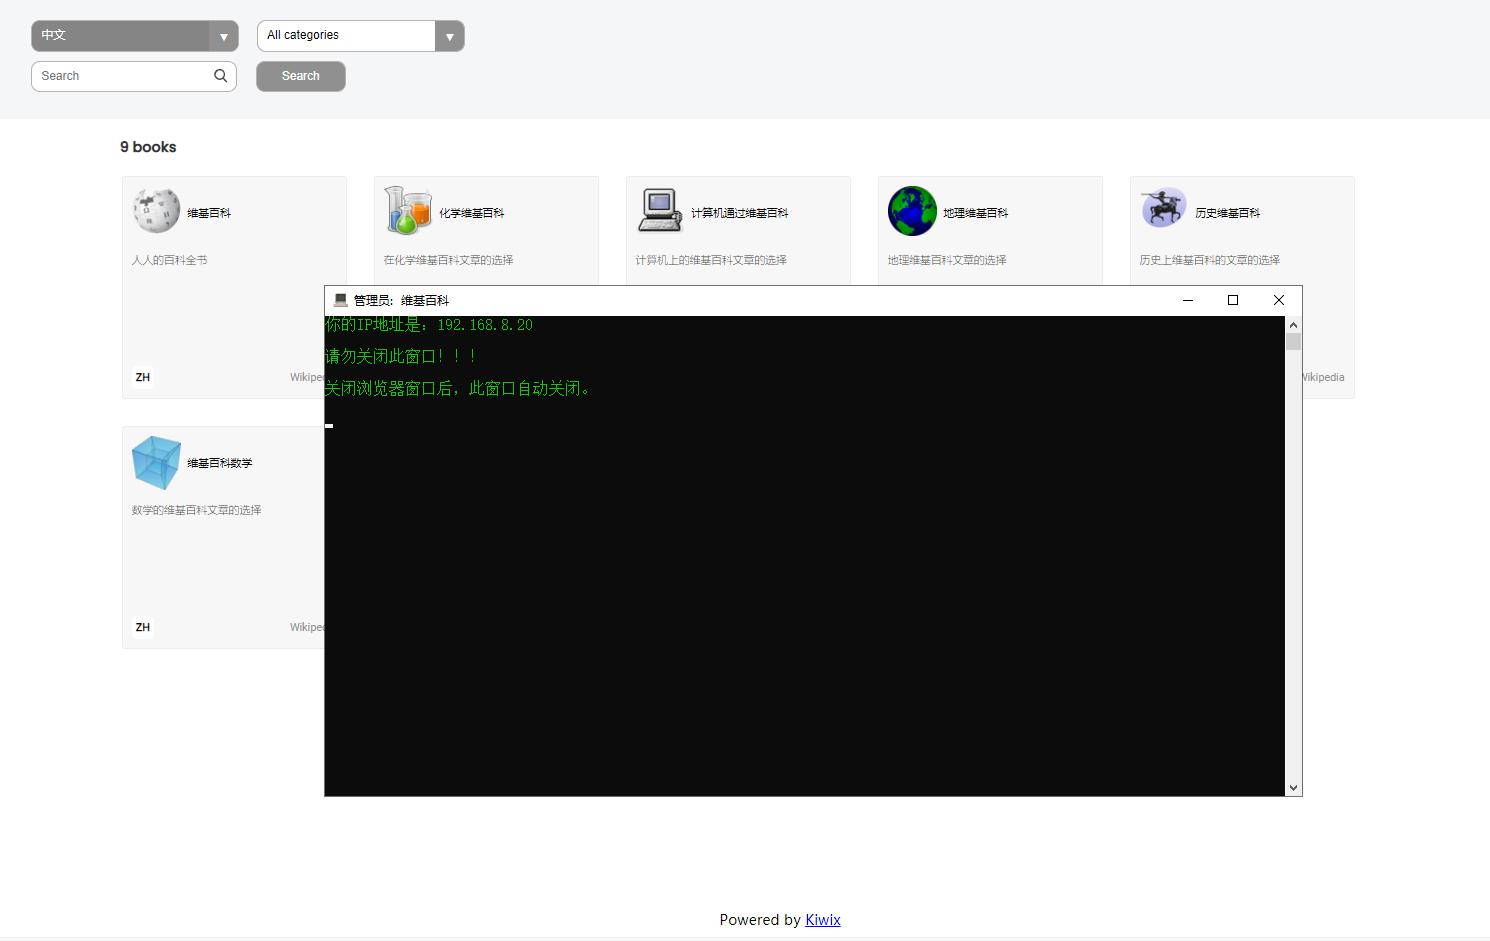 中文
All categories
Search
Search
9 books
维基百科
人人的百科全书
ZH
化学维基百科
在化学维基百科文章的选择
计算机通过维基百科
计算机上的维基百科文章的选择
地理维基百科
地理维基百科文章的选择
历史维基百科
历史上维基百科的文章的选择
Wikipedia
管理员: 维基百科
你的IP地址是：192.168.8.20
请勿关闭此窗口！！！
关闭浏览器窗口后，此窗口自动关闭。
维基百科数学
数学的维基百科文章的选择
ZH
Powered by Kiwix